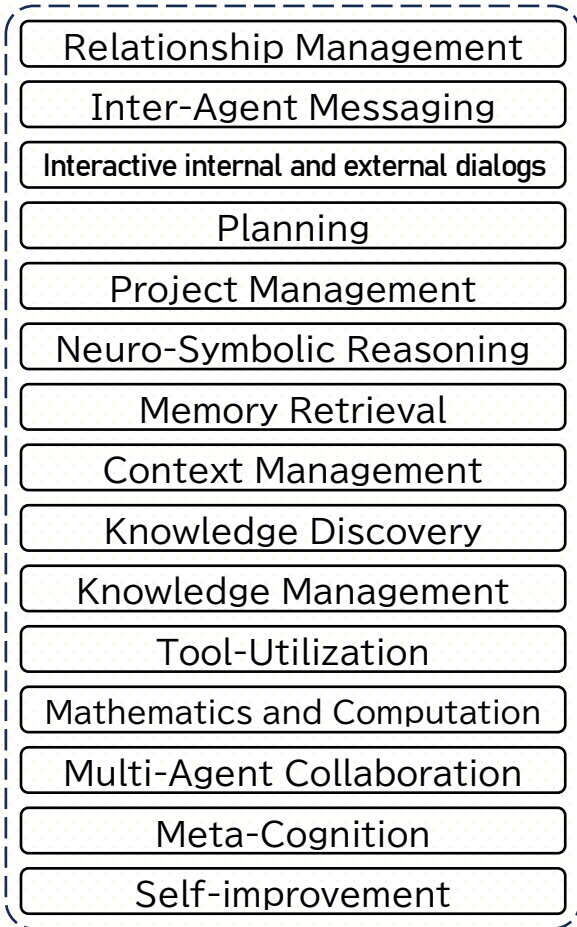 Relationship Management
Inter-Agent Messaging
Interactive internal and external dialogs
Planning
Project Management
Neuro-Symbolic Reasoning
Memory Retrieval
Context Management
Knowledge Discovery
Knowledge Management
Tool-Utilization
Mathematics and Computation
Multi-Agent Collaboration
Meta-Cognition
Self-improvement